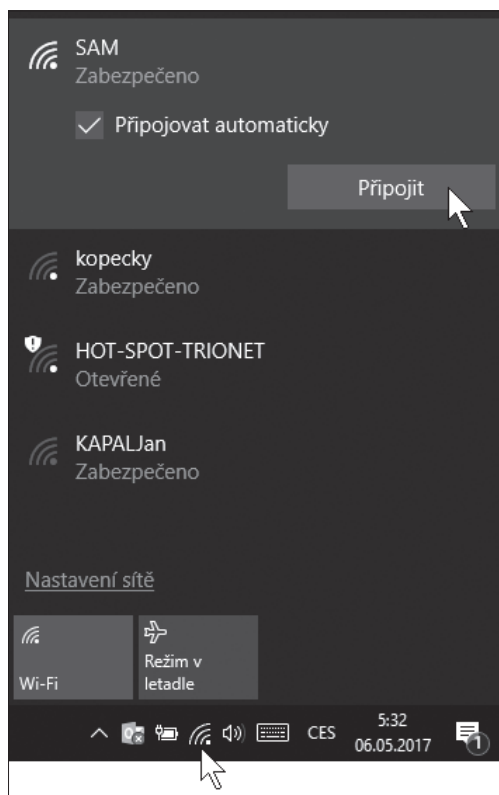 SAM
Zabezpečeno
Připojovat automaticky
Připojit
kopecky
Zabezpečeno
HOT-SPOT-TRIONET
Otevřené
KAPALJan
Zabezpečeno
Nastavení sítě
Wi-Fi
Režim v
letadle
CES
5:32
06.05.2017
1